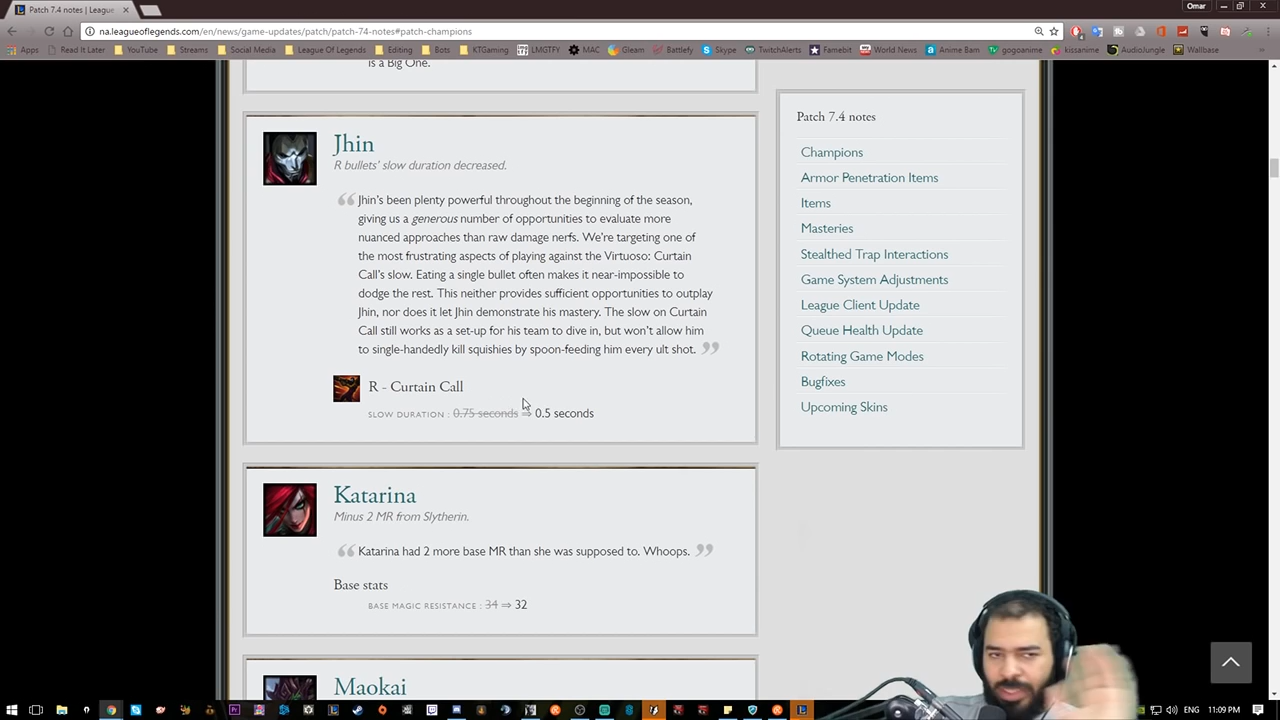 Patch 7.4 notes | League
Omar
na.leagueoflegends.com/en/news/game-updates/patch/patch-74-notes#patch-champions
Apps
Read It Later
YouTube
Streams
Social Media
League Of Legends
Editing
Bots
KTGaming
LMGTFY
MAC
Gleam
Battlefy
Skype
TwitchAlerts
Famebit
World News
Anime Bam
gogoanime
kissanime
AudioJungle
Wallbase
is a Big One.
Jhin
R bullets' slow duration decreased.
Jhin's been plenty powerful throughout the beginning of the season,
giving us a generous number of opportunities to evaluate more
nuanced approaches than raw damage nerfs. We're targeting one of
the most frustrating aspects of playing against the Virtuoso: Curtain
Call's slow. Eating a single bullet often makes it near-impossible to
dodge the rest. This neither provides sufficient opportunities to outplay
Jhin, nor does it let Jhin demonstrate his mastery. The slow on Curtain
Call still works as a set-up for his team to dive in, but won't allow him
to single-handedly kill squishies by spoon-feeding him every ult shot.
R - Curtain Call
SLOW DURATION : 0.75 seconds ⇒ 0.5 seconds
Katarina
Minus 2 MR from Slytherin.
Katarina had 2 more base MR than she was supposed to. Whoops.
Base stats
BASE MAGIC RESISTANCE : 34 ⇒ 32
Maokai
Patch 7.4 notes
Champions
Armor Penetration Items
Items
Masteries
Stealthed Trap Interactions
Game System Adjustments
League Client Update
Queue Health Update
Rotating Game Modes
Bugfixes
Upcoming Skins
ENG
11:09 PM